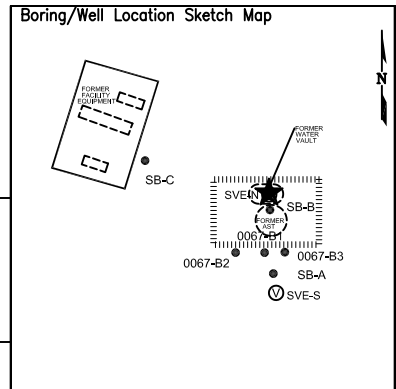 Boring/Well Location Sketch Map
N
FORMER
FACILITY
EQUIPMENT
FORMER
WATER
VAULT
SB-C
SVE-N
SB-B
FORMER
AST
0067-B1
0067-B2
0067-B3
SB-A
V
SVE-S